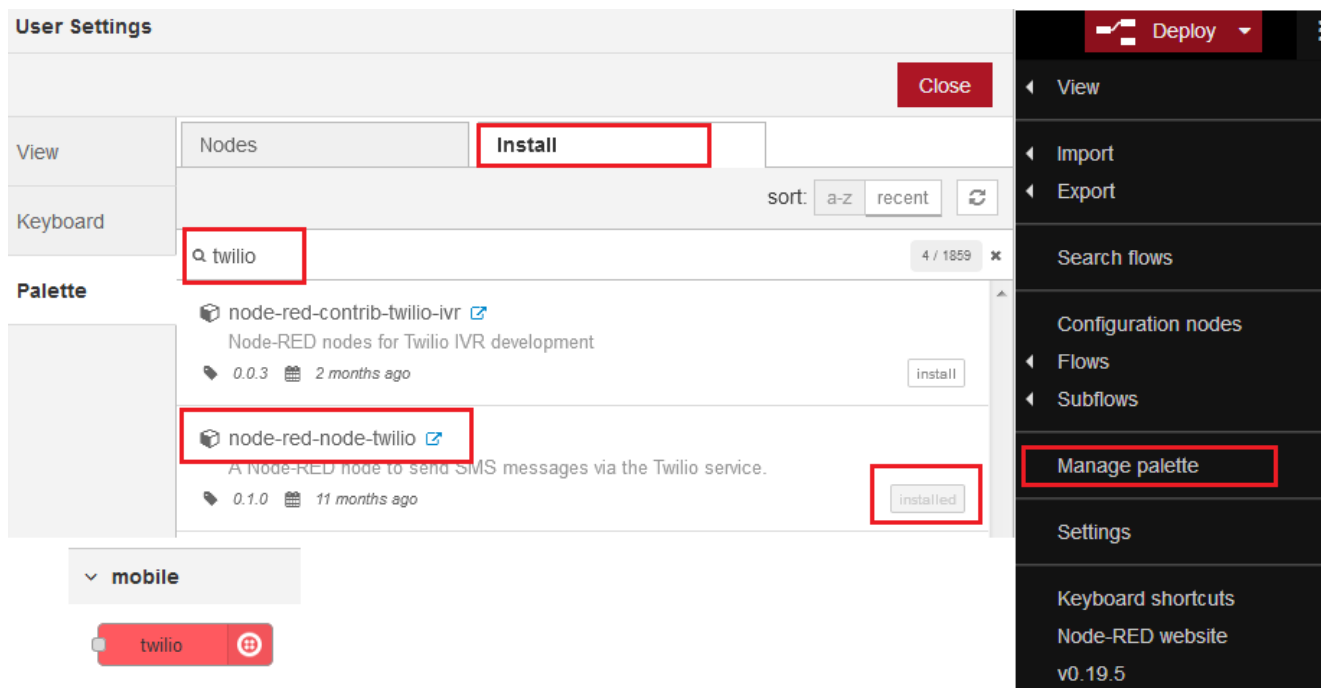 User Settings
Close
View
Keyboard
Palette
Nodes
Install
sort: a-z recent
twilio
4 / 1859
node-red-contrib-twilio-ivr
Node-RED nodes for Twilio IVR development
0.0.3 2 months ago
install
node-red-node-twilio
A Node-RED node to send SMS messages via the Twilio service.
0.1.0 11 months ago
installed
mobile
twilio
Deploy
View
Import
Export
Search flows
Configuration nodes
Flows
Subflows
Manage palette
Settings
Keyboard shortcuts
Node-RED website
v0.19.5